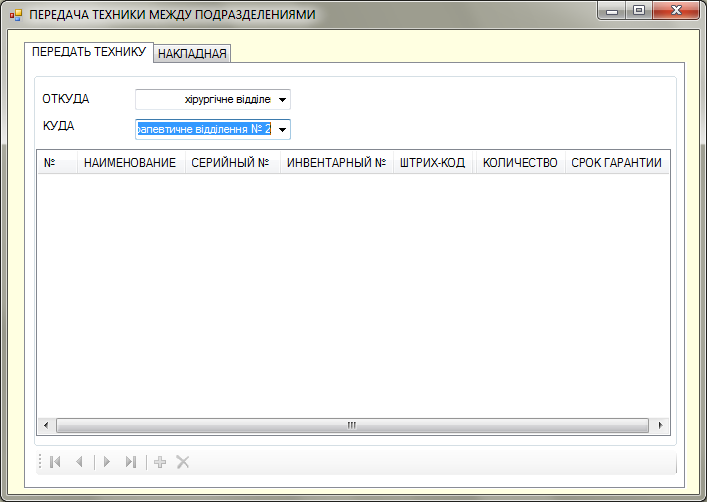 ПЕРЕДАЧА ТЕХНИКИ МЕЖДУ ПОДРАЗДЕЛЕНИЯМИ
ПЕРЕДАТЬ ТЕХНИКУ НАКЛАДНАЯ
ОТКУДА хірургічне відділе
КУДА рапевтичне відділення № 2
№ НАИМЕНОВАНИЕ СЕРИЙНЫЙ № ИНВЕНТАРНЫЙ № ШТРИХ-КОД КОЛИЧЕСТВО СРОК ГАРАНТИИ